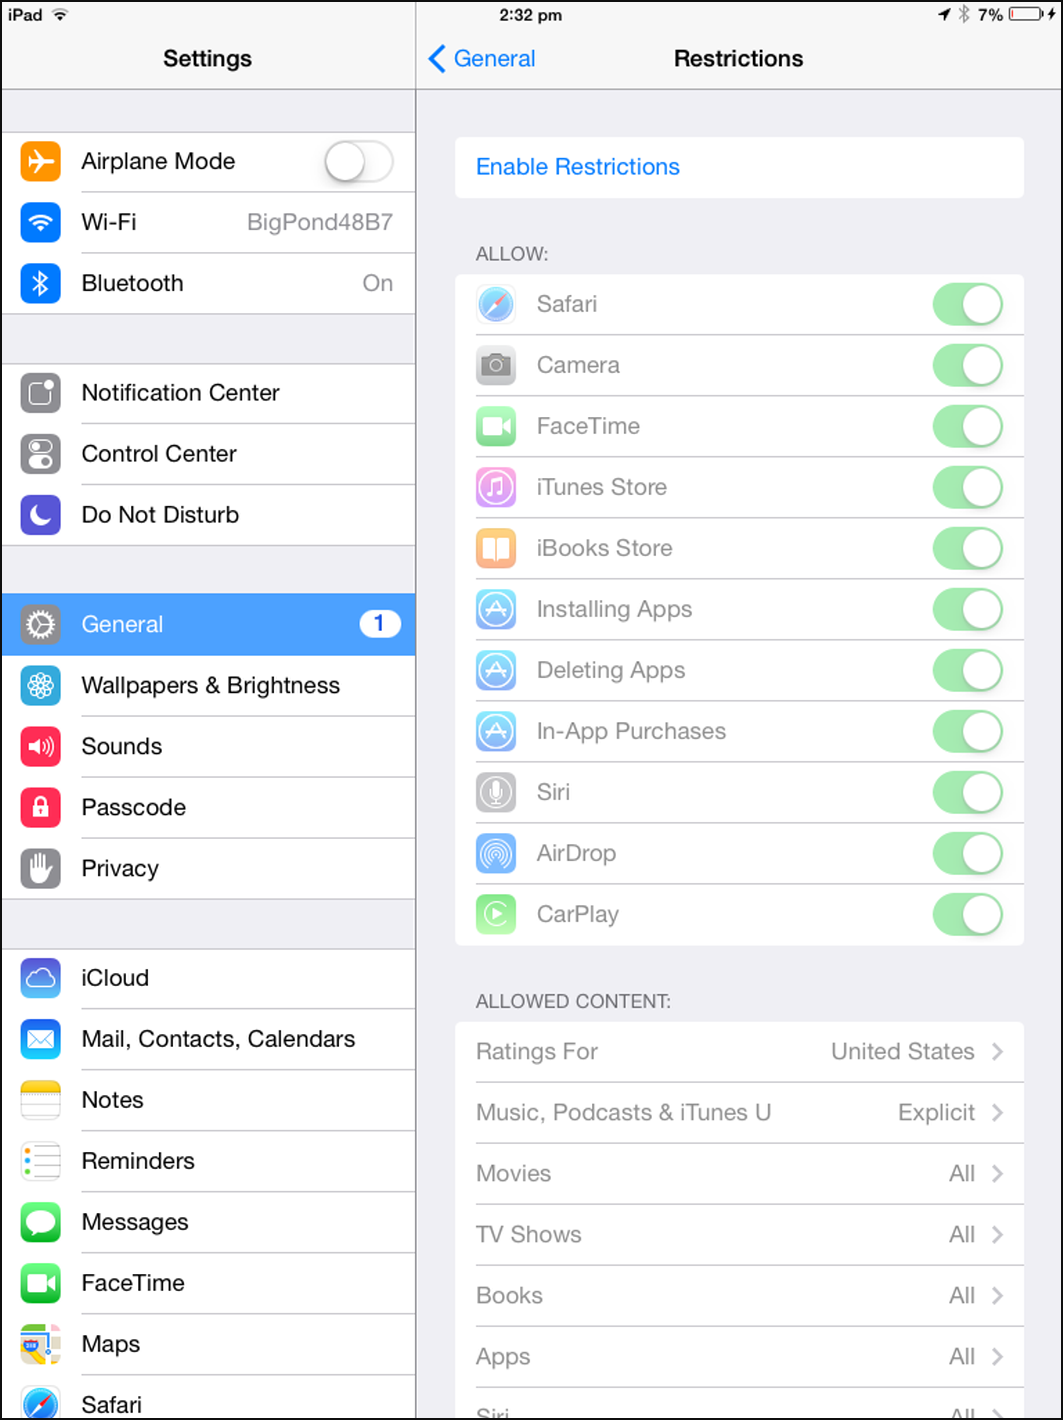 iPad 2:32 pm 7%
Settings
General Restrictions
Airplane Mode
Wi-Fi BigPond48B7
Bluetooth On
Notification Center
Control Center
Do Not Disturb
General 1
Wallpapers & Brightness
Sounds
Passcode
Privacy
iCloud
Mail, Contacts, Calendars
Notes
Reminders
Messages
FaceTime
Maps
Safari
Enable Restrictions
ALLOW:
Safari
Camera
FaceTime
iTunes Store
iBooks Store
Installing Apps
Deleting Apps
In-App Purchases
Siri
AirDrop
CarPlay
ALLOWED CONTENT:
Ratings For United States
Music, Podcasts & iTunes U Explicit
Movies All
TV Shows All
Books All
Apps All
Siri All